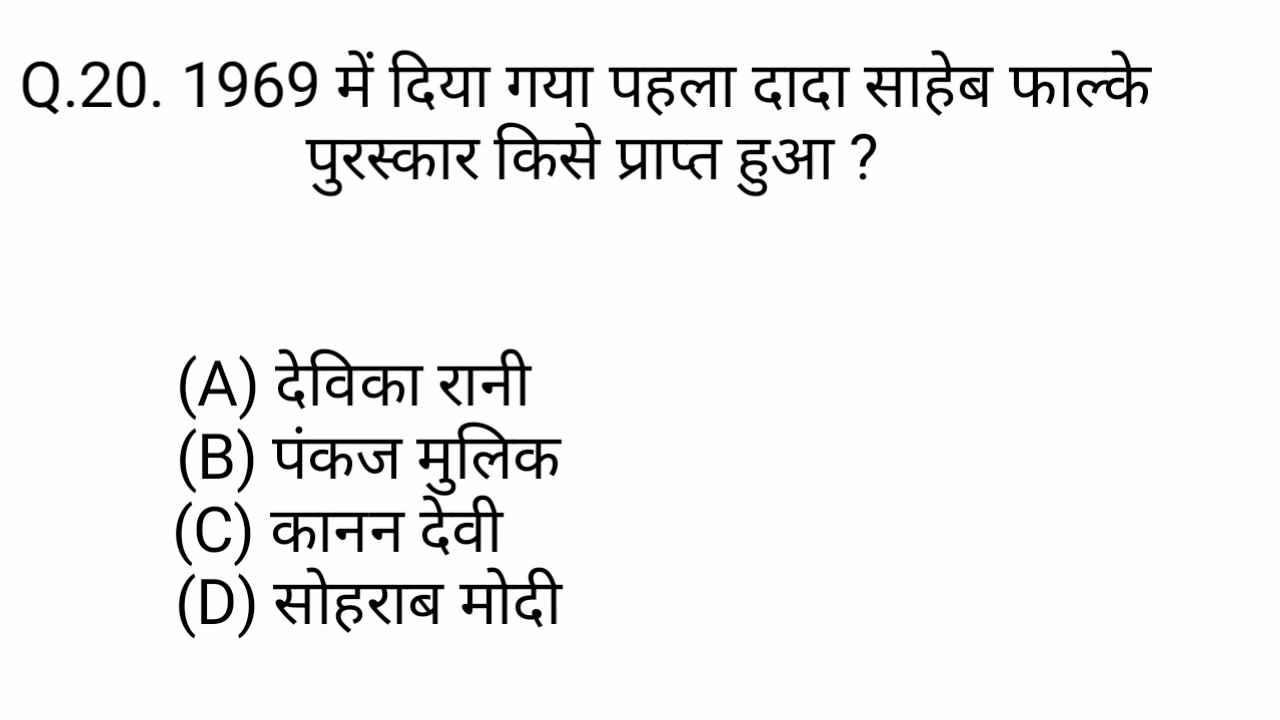 Q.20. 1969 में दिया गया पहला दादा साहेब फाल्के
पुरस्कार किसे प्राप्त हुआ ?
(A) देविका रानी
(B) पंकज मुलिक
(C) कानन देवी
(D) सोहराब मोदी